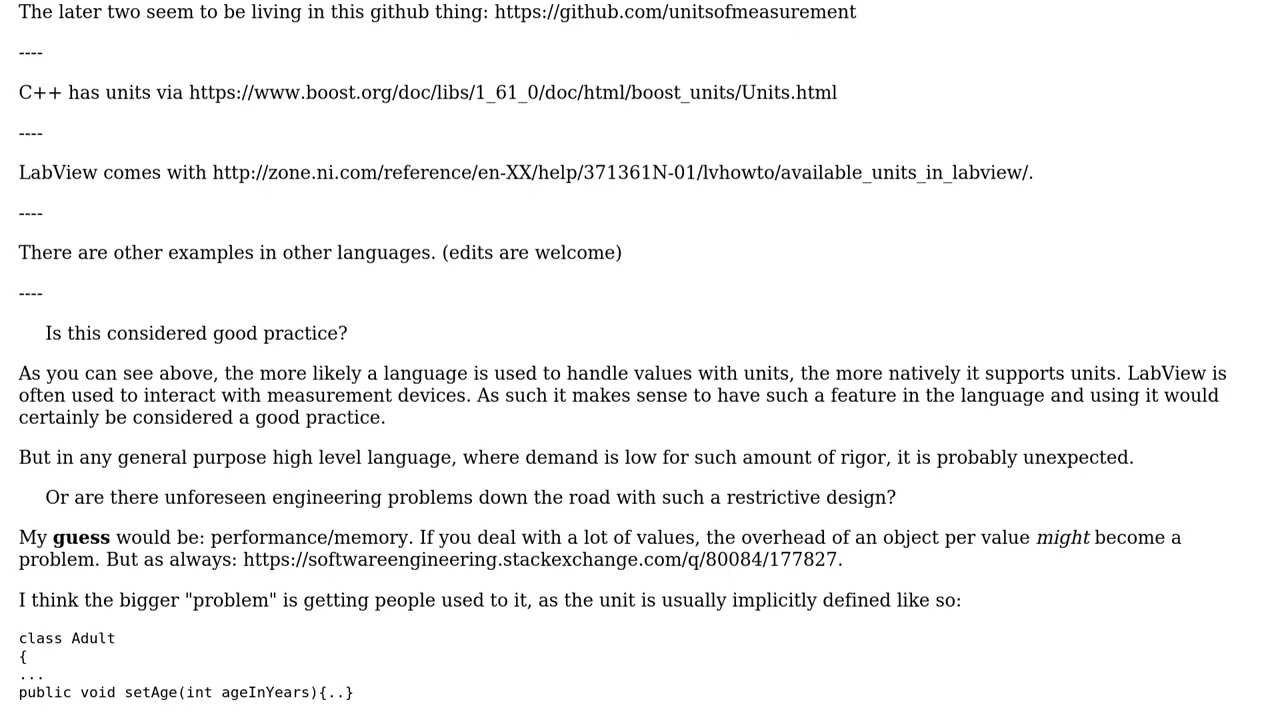 The later two seem to be living in this github thing: https://github.com/unitsofmeasurement
----
C++ has units via https://www.boost.org/doc/libs/1_61_0/doc/html/boost_units/Units.html
----
LabView comes with http://zone.ni.com/reference/en-XX/help/371361N-01/lvhowto/available_units_in_labview/.
----
There are other examples in other languages. (edits are welcome)
----
Is this considered good practice?
As you can see above, the more likely a language is used to handle values with units, the more natively it supports units. LabView is
often used to interact with measurement devices. As such it makes sense to have such a feature in the language and using it would
certainly be considered a good practice.
But in any general purpose high level language, where demand is low for such amount of rigor, it is probably unexpected.
Or are there unforeseen engineering problems down the road with such a restrictive design?
My guess would be: performance/memory. If you deal with a lot of values, the overhead of an object per value might become a
problem. But as always: https://softwareengineering.stackexchange.com/q/80084/177827.
I think the bigger "problem" is getting people used to it, as the unit is usually implicitly defined like so:
class Adult
{
...
public void setAge(int ageInYears){..}